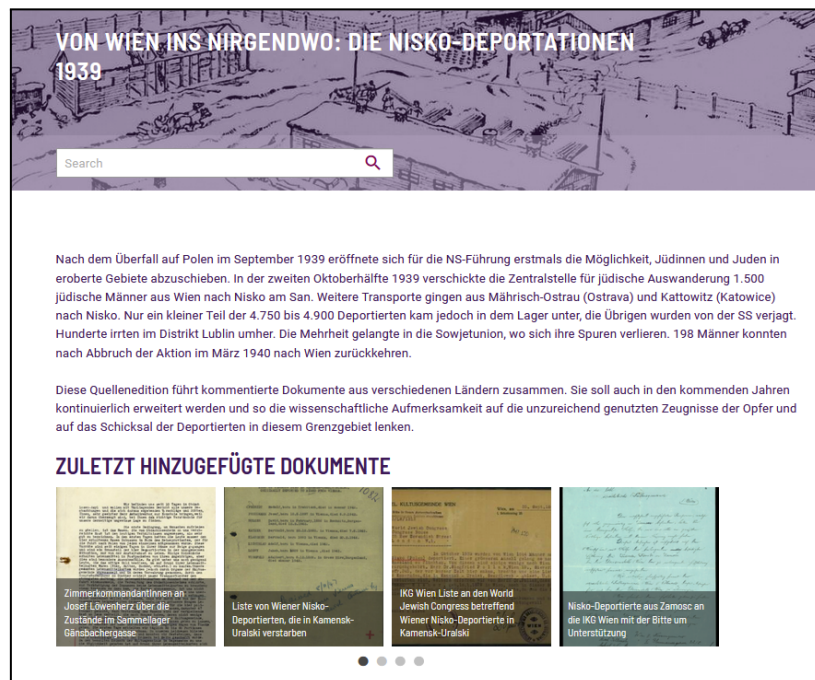 VON WIEN INS NIRGENDWO: DIE NISKO-DEPORTATIONEN
1939
Search
Nach dem Überfall auf Polen im September 1939 eröffnete sich für die NS-Führung erstmals die Möglichkeit, Jüdinnen und Juden in
eroberte Gebiete abzuschieben. In der zweiten Oktoberhälfte 1939 verschickte die Zentralstelle für jüdische Auswanderung 1.500
jüdische Männer aus Wien nach Nisko am San. Weitere Transporte gingen aus Mährisch-Ostrau (Ostrava) und Kattowitz (Katowice)
nach Nisko. Nur ein kleiner Teil der 4.750 bis 4.900 Deportierten kam jedoch in dem Lager unter, die Übrigen wurden von der SS verjagt.
Hunderte irrten im Distrikt Lublin umher. Die Mehrheit gelangte in die Sowjetunion, wo sich ihre Spuren verlieren. 198 Männer konnten
nach Abbruch der Aktion im März 1940 nach Wien zurückkehren.
Diese Quellenedition führt kommentierte Dokumente aus verschiedenen Ländern zusammen. Sie soll auch in den kommenden Jahren
kontinuierlich erweitert werden und so die wissenschaftliche Aufmerksamkeit auf die unzureichend genutzten Zeugnisse der Opfer und
auf das Schicksal der Deportierten in diesem Grenzgebiet lenken.
ZULETZT HINZUGEFÜGTE DOKUMENTE
ZimmerkommandantInnen an
Josef Löwenherz über die
Zustände im Sammellager
Gänsbachergasse
Liste von Wiener Nisko-
Deportierten, die in Kamensk-
Uralski verstarben
IKG Wien Liste an den World
Jewish Congress betreffend
Wiener Nisko-Deportierte in
Kamensk-Uralski
Nisko-Deportierte aus Zamosc an
die IKG Wien mit der Bitte um
Unterstützung